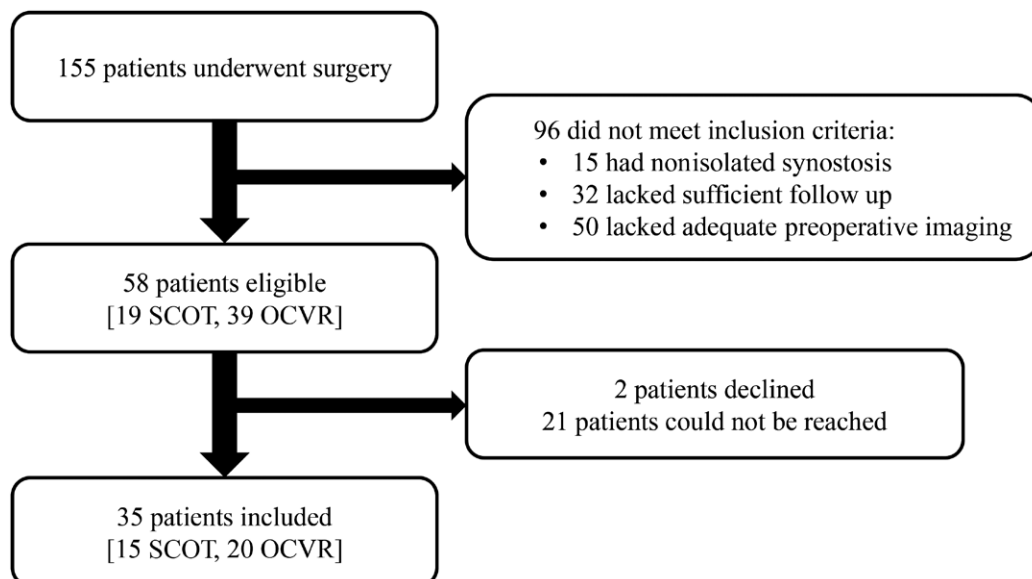 155 patients underwent surgery
96 did not meet inclusion criteria:
• 15 had nonisolated synostosis
• 32 lacked sufficient follow up
• 50 lacked adequate preoperative imaging
58 patients eligible
[19 SCOT, 39 OCVR]
2 patients declined
21 patients could not be reached
35 patients included
[15 SCOT, 20 OCVR]